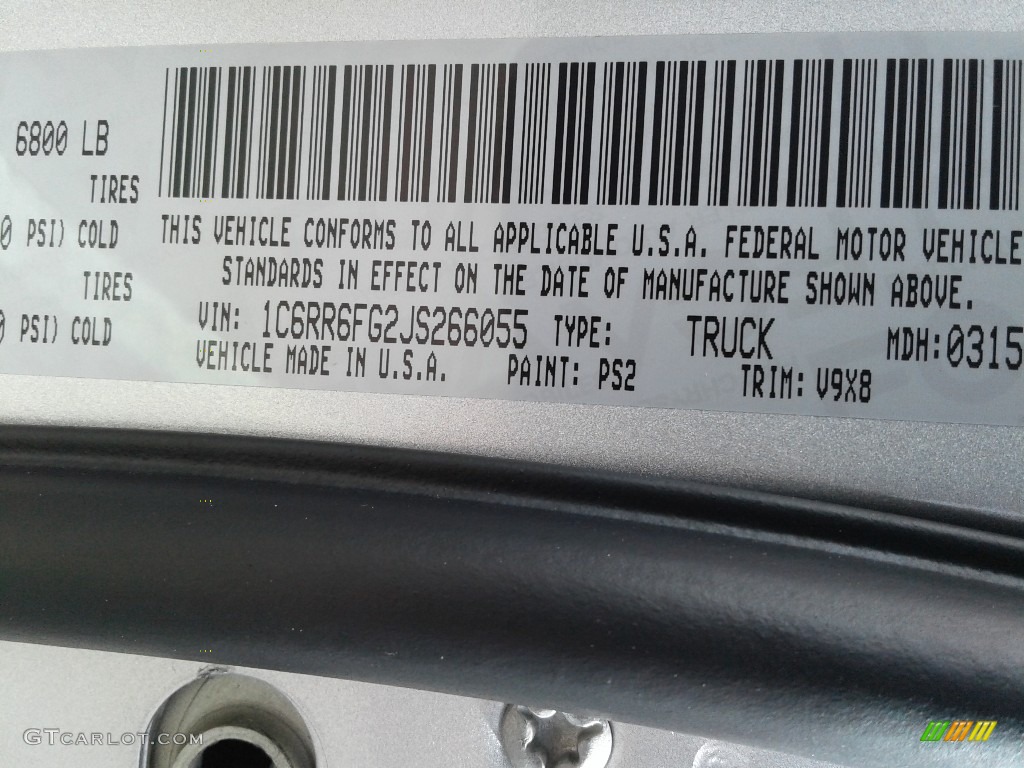 6800 LB
TIRES
0 PSI) COLD
TIRES
0 PSI) COLD
THIS VEHICLE CONFORMS TO ALL APPLICABLE U.S.A. FEDERAL MOTOR VEHICLE
STANDARDS IN EFFECT ON THE DATE OF MANUFACTURE SHOWN ABOVE.
VIN: 1C6RR6FG2JS266055 TYPE: TRUCK MDH:0315
VEHICLE MADE IN U.S.A. PAINT: PS2 TRIM: V9X8
GTCARLOT.COM